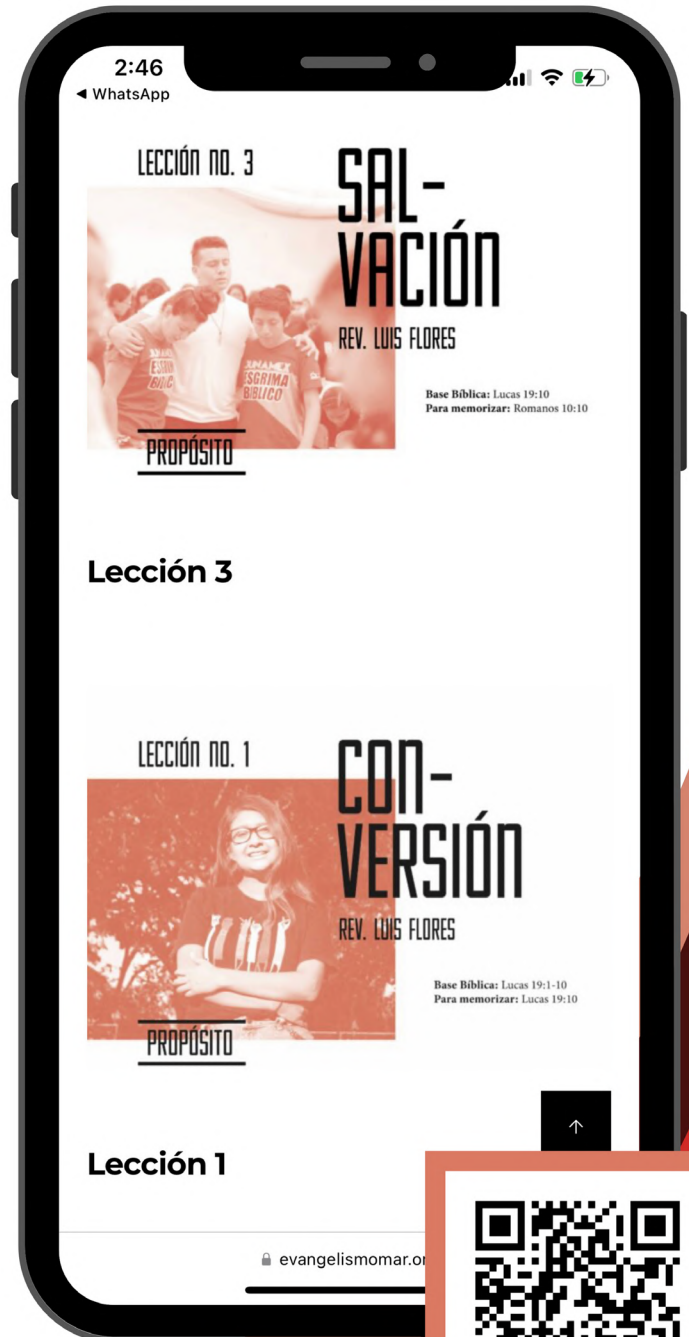 2:46
◀ WhatsApp
LECCIÓN NO. 3
SAL-
VACIÓN
REV. LUIS FLORES
ESGRIMA
BÍBLICO
Base Bíblica: Lucas 19:10
Para memorizar: Romanos 10:10
PROPÓSITO
Lección 3
LECCIÓN NO. 1
CON-
VERSIÓN
REV. LUIS FLORES
Base Bíblica: Lucas 19:1-10
Para memorizar: Lucas 19:10
PROPÓSITO
Lección 1
evangelismomar.or